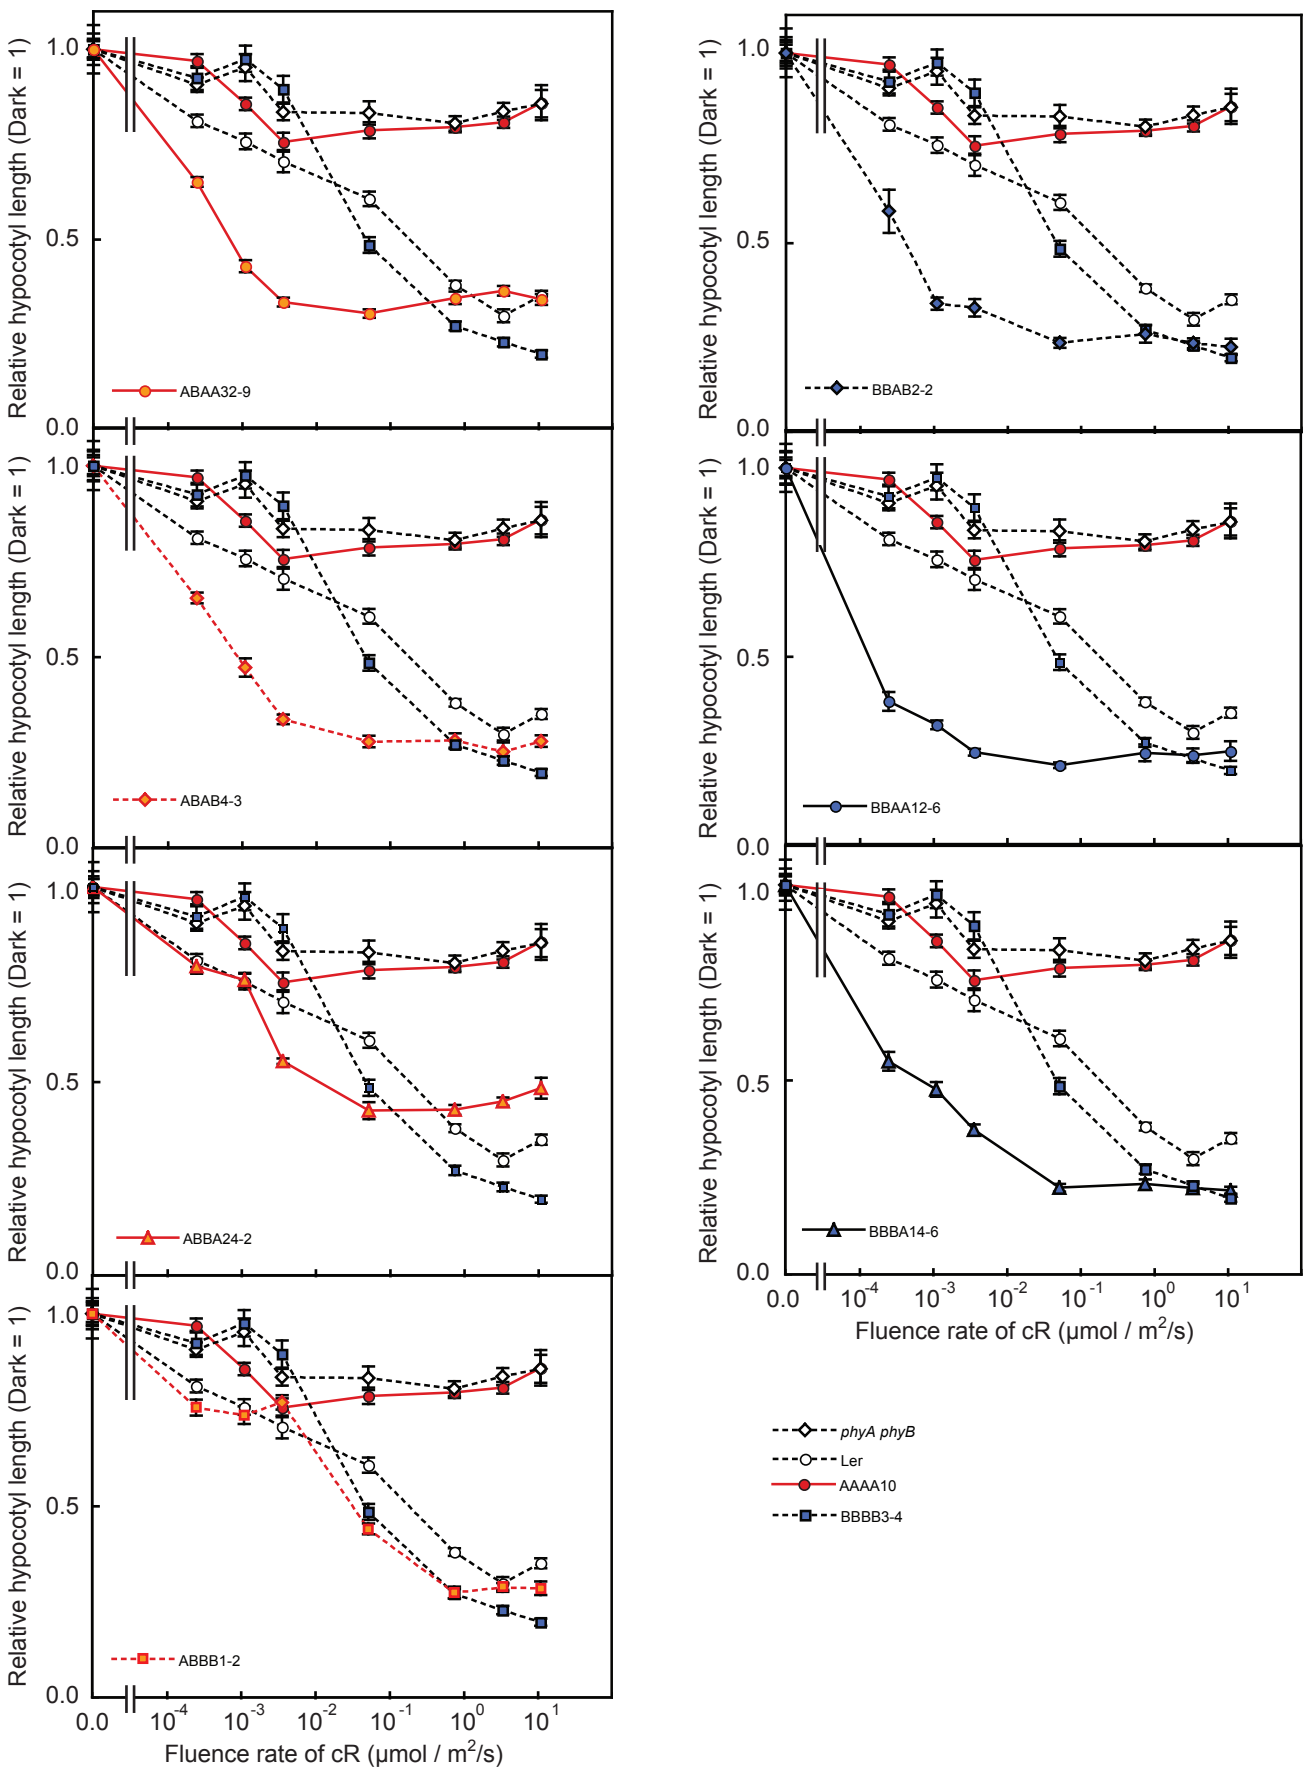 Relative hypocotyl length (Dark = 1)
1.0
0.5
0.0
ABAA32-9
Relative hypocotyl length (Dark = 1)
1.0
0.5
0.0
ABAB4-3
Relative hypocotyl length (Dark = 1)
1.0
0.5
0.0
ABBA24-2
Relative hypocotyl length (Dark = 1)
1.0
0.5
0.0
ABBB1-2
0.0 10-4 10-3 10-2 10-1 100 101
Fluence rate of cR (µmol / m2/s)
Relative hypocotyl length (Dark = 1)
1.0
0.5
0.0
BBAB2-2
Relative hypocotyl length (Dark = 1)
1.0
0.5
0.0
BBAA12-6
Relative hypocotyl length (Dark = 1)
1.0
0.5
0.0
BBBA14-6
0.0 10-4 10-3 10-2 10-1 100 101
Fluence rate of cR (µmol / m2/s)
phyA phyB
Ler
AAAA10
BBBB3-4